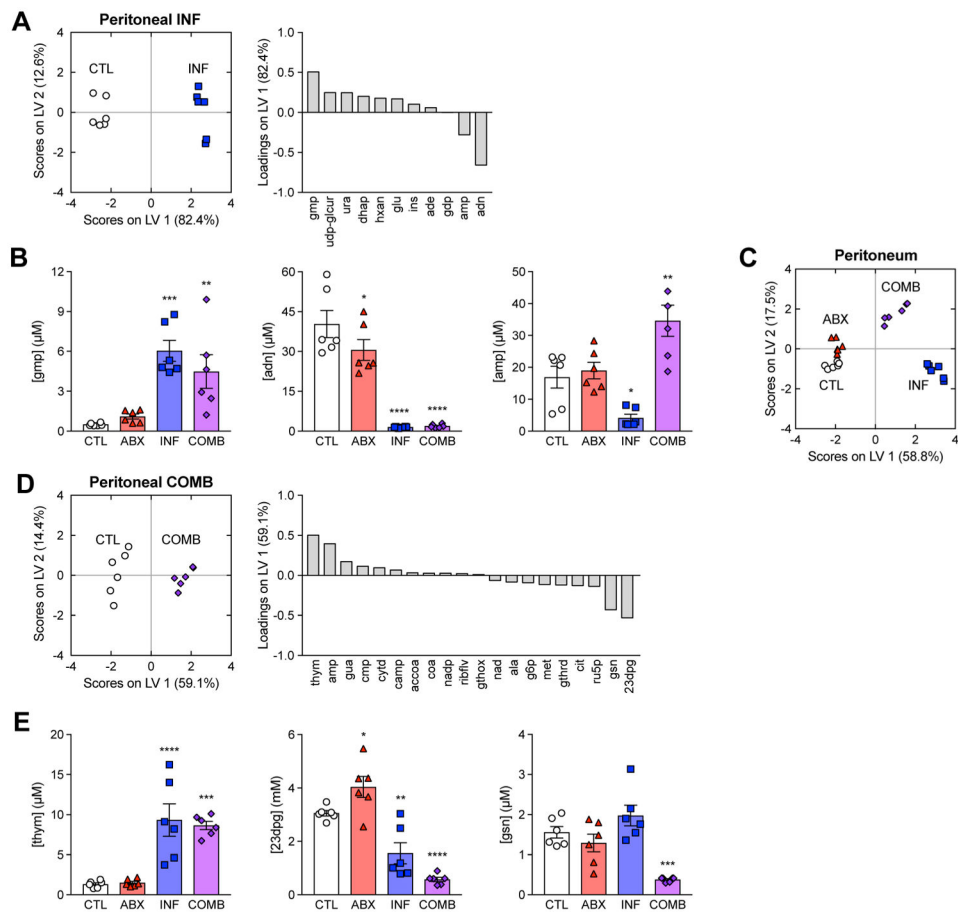 A
Peritoneal INF
Scores on LV 2 (12.6%)
4
2
0
-2
-4
CTL
INF
-4 -2 0 2 4
Scores on LV 1 (82.4%)
Loadings on LV 1 (82.4%)
1.0
0.5
0.0
-0.5
-1.0
gmp
udp-glcur
ura
dhap
hxan
glu
ins
ade
gdp
amp
adn
B
[gmp] (µM)
12
9
6
3
0
***
**
CTL ABX INF COMB
[adn] (µM)
60
40
30
0
*
**** ****
CTL ABX INF COMB
[amp] (µM)
50
40
30
20
10
0
**
*
CTL ABX INF COMB
C
Peritoneum
Scores on LV 2 (17.5%)
4
2
0
-2
-4
COMB
ABX
CTL
INF
-4 -2 0 2 4
Scores on LV 1 (58.8%)
D
Peritoneal COMB
Scores on LV 2 (14.4%)
4
2
0
-2
-4
CTL
COMB
-4 -2 0 2 4
Scores on LV 1 (59.1%)
Loadings on LV 1 (59.1%)
1.0
0.5
0.0
-0.5
-1.0
thym
amp
gua
cmp
cytd
camp
accoa
coa
nadp
ribflv
gthox
nad
ala
g6p
met
gthrd
cit
ru5p
gsn
23dpg
E
[thym] (µM)
20
15
10
5
0
****
***
CTL ABX INF COMB
[23dpg] (mM)
6
4
2
0
*
**
****
CTL ABX INF COMB
[gsn] (µM)
4
3
2
1
0
***
CTL ABX INF COMB